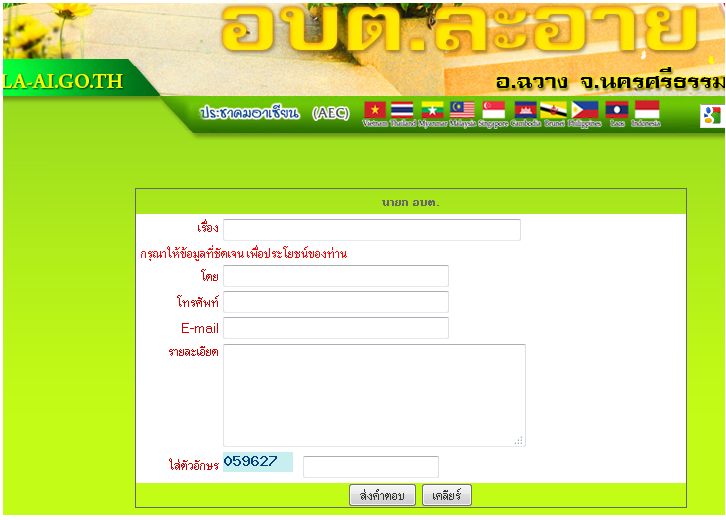 อบต.ละอาย
LA-AI.GO.TH
อ.ฉวาง จ.นครศรีธรรม
ประชาคมอาเซียน (AEC)
Vietnam Thailand Myanmar Malaysia Singapore Cambodia Brunei Philippines Laos Indonesia
นายก อบต.
เรื่อง
กรุณาให้ข้อมูลที่ชัดเจน เพื่อประโยชน์ของท่าน
โดย
โทรศัพท์
E-mail
รายละเอียด
ใส่ตัวอักษร 059627
ส่งคำตอบ เคลียร์